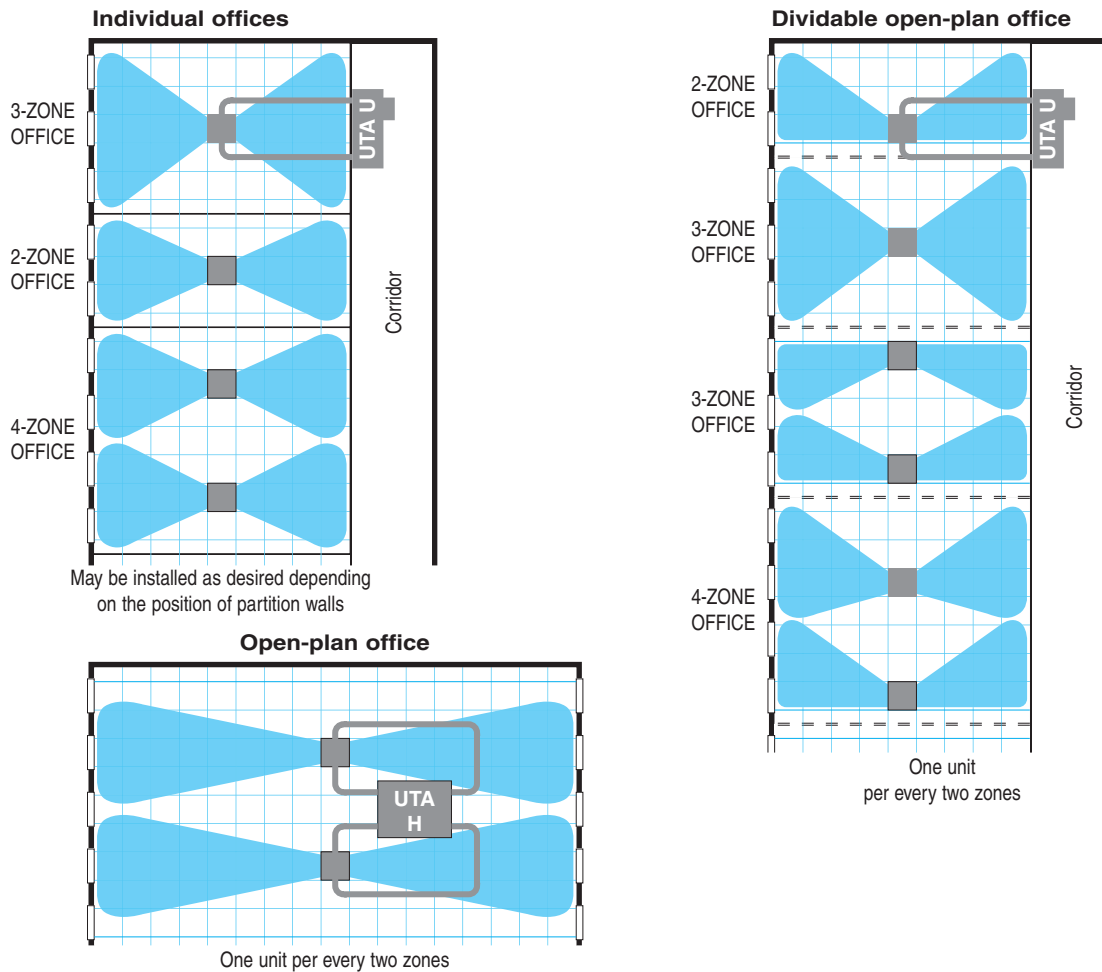 Individual offices
3-ZONE
OFFICE
UTA U
2-ZONE
OFFICE
Corridor
4-ZONE
OFFICE
May be installed as desired depending
on the position of partition walls
Open-plan office
UTA
H
One unit per every two zones
Dividable open-plan office
2-ZONE
OFFICE
UTA U
3-ZONE
OFFICE
3-ZONE
OFFICE
Corridor
4-ZONE
OFFICE
One unit
per every two zones